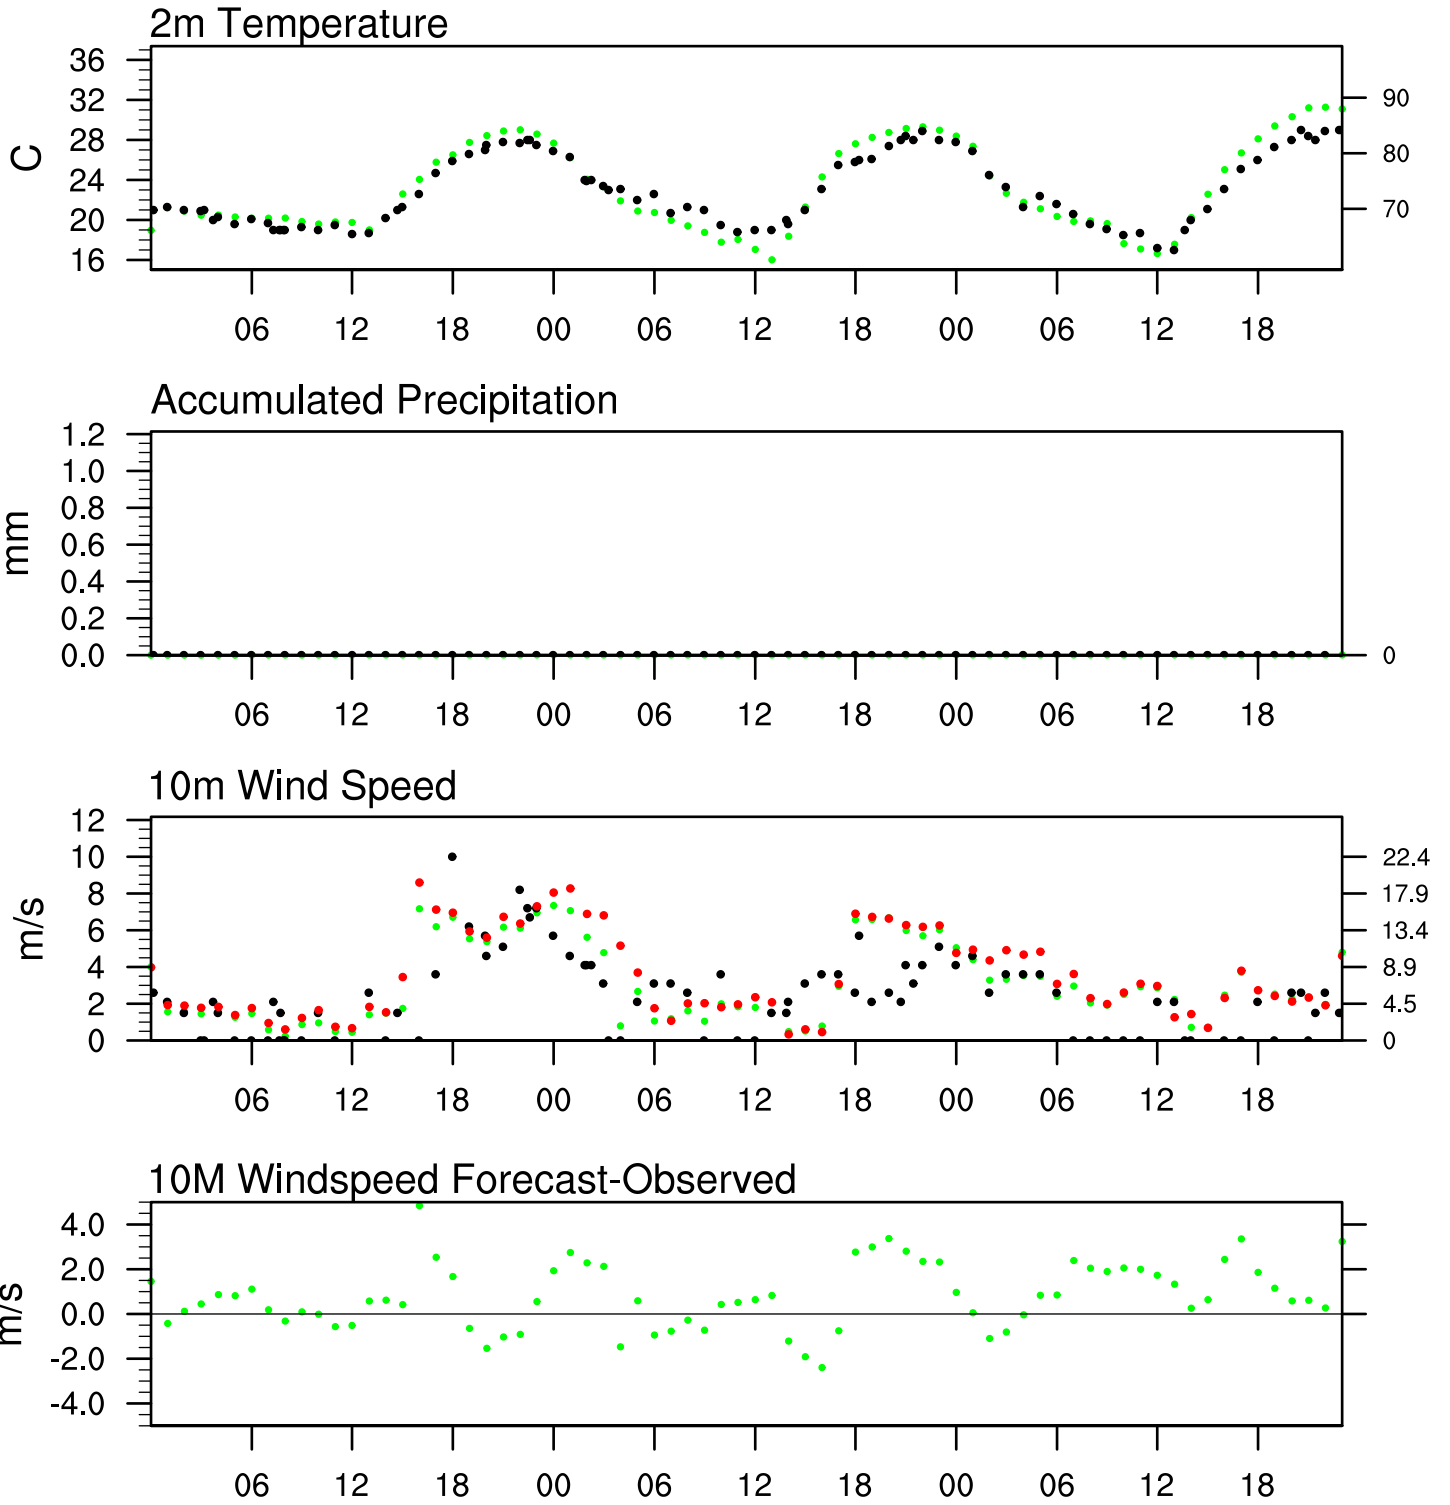 2m Temperature
36
32
28
24
20
16
C
90
80
70
06 12 18 00 06 12 18 00 06 12 18
Accumulated Precipitation
1.2
1.0
0.8
0.6
0.4
0.2
0.0
mm
0
06 12 18 00 06 12 18 00 06 12 18
10m Wind Speed
12
10
8
6
4
2
0
m/s
22.4
17.9
13.4
8.9
4.5
0
06 12 18 00 06 12 18 00 06 12 18
10M Windspeed Forecast-Observed
4.0
2.0
0.0
-2.0
-4.0
m/s
06 12 18 00 06 12 18 00 06 12 18